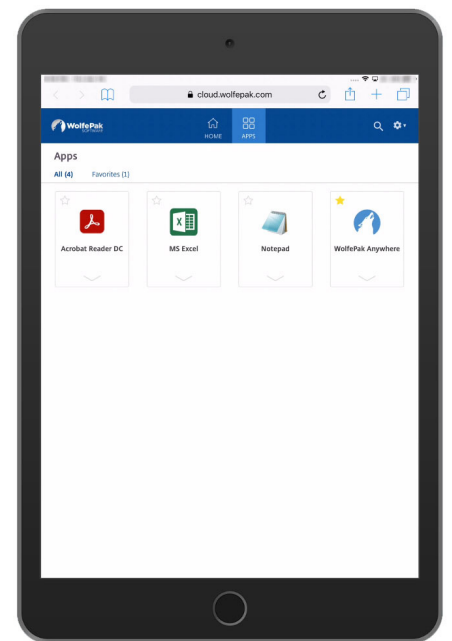 cloud.wolfepak.com
WolfePak
SOFTWARE
HOME
APPS
Apps
All (4) Favorites (1)
Acrobat Reader DC
MS Excel
Notepad
WolfePak Anywhere